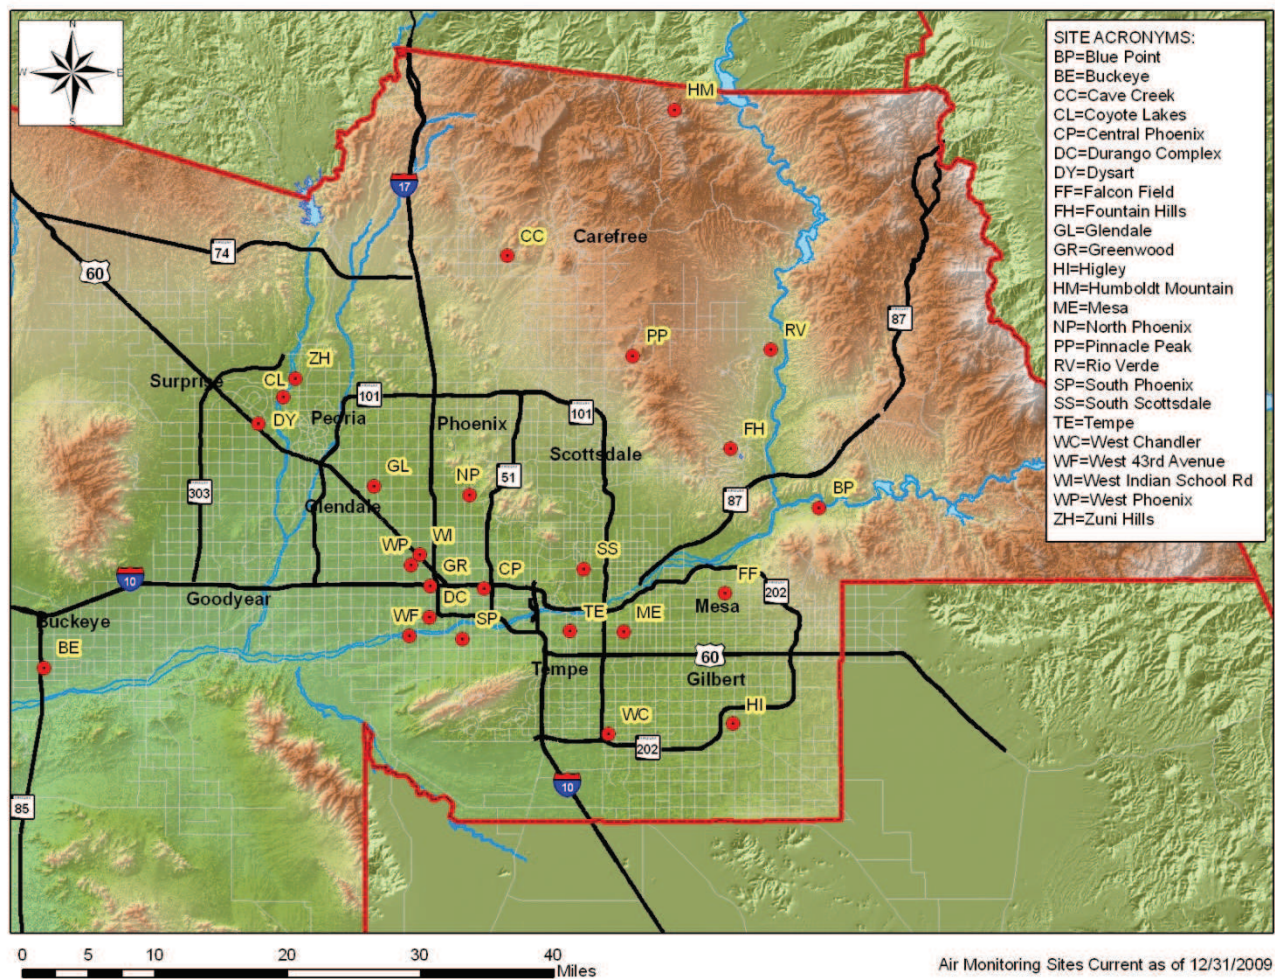 N
W E
S
SITE ACRONYMS:
BP=Blue Point
BE=Buckeye
CC=Cave Creek
CL=Coyote Lakes
CP=Central Phoenix
DC=Durango Complex
DY=Dysart
FF=Falcon Field
FH=Fountain Hills
GL=Glendale
GR=Greenwood
HI=Higley
HM=Humboldt Mountain
ME=Mesa
NP=North Phoenix
PP=Pinnacle Peak
RV=Rio Verde
SP=South Phoenix
SS=South Scottsdale
TE=Tempe
WC=West Chandler
WF=West 43rd Avenue
WI=West Indian School Rd
WP=West Phoenix
ZH=Zuni Hills
HM
17
CC
Carefree
74
60
87
RV
PP
ZH
Surprise
CL
101
DY
Peoria
Phoenix
101
FH
Scottsdale
GL
NP
51
303
87
BP
Glendale
WI
WP
SS
GR
CP
FF
10
202
DC
Goodyear
Mesa
WF
SP
TE
ME
Buckeye
BE
60
Tempe
Gilbert
HI
WC
202
10
85
0 5 10 20 30 40
Miles
Air Monitoring Sites Current as of 12/31/2009